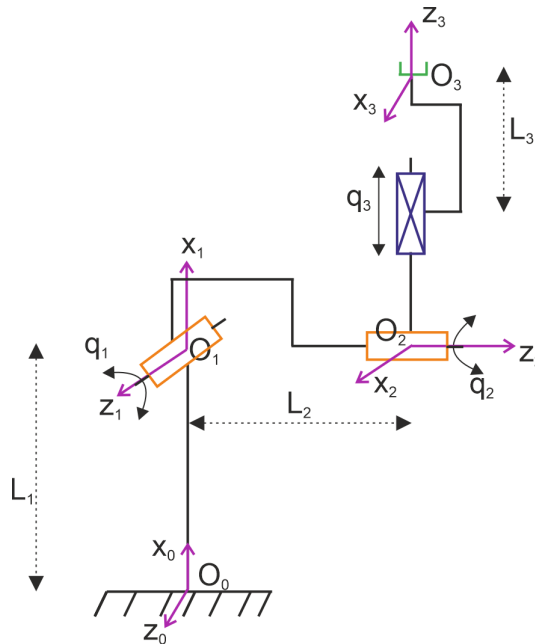 z₃
O₃
x₃
L₃
q₃
x₁
q₁
O₁
z₁
O₂
z
x₂
q₂
L₂
L₁
x₀
O₀
z₀